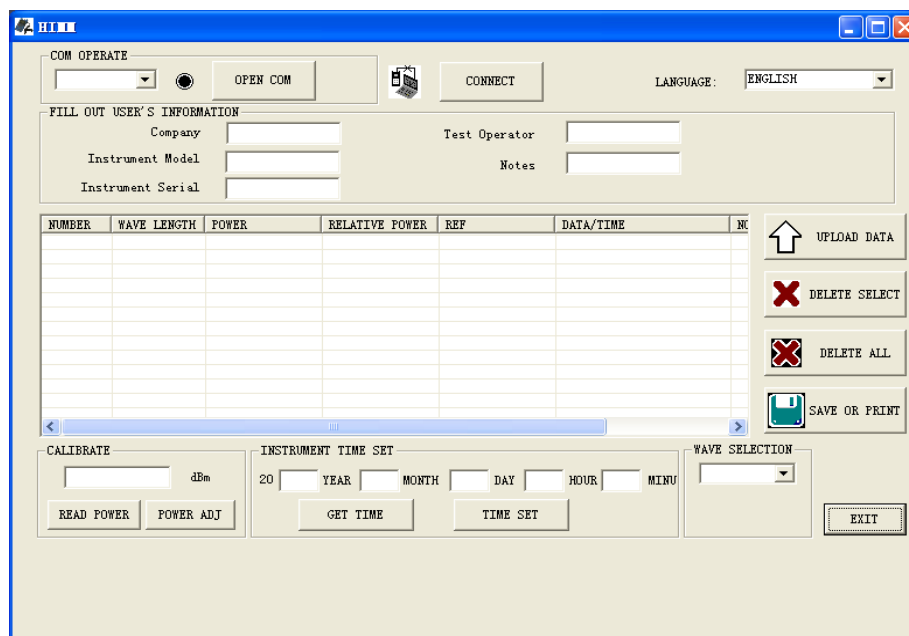 COM OPERATE
OPEN COM
CONNECT
LANGUAGE:
ENGLISH
FILL OUT USER'S INFORMATION
Company
Test Operator
Instrument Model
Notes
Instrument Serial
NUMBER WAVE LENGTH POWER RELATIVE POWER REF DATA/TIME
UPLOAD DATA
DELETE SELECT
DELETE ALL
SAVE OR PRINT
CALIBRATE
dBm
READ POWER POWER ADJ
INSTRUMENT TIME SET
20 YEAR MONTH DAY HOUR MINU
GET TIME TIME SET
WAVE SELECTION
EXIT